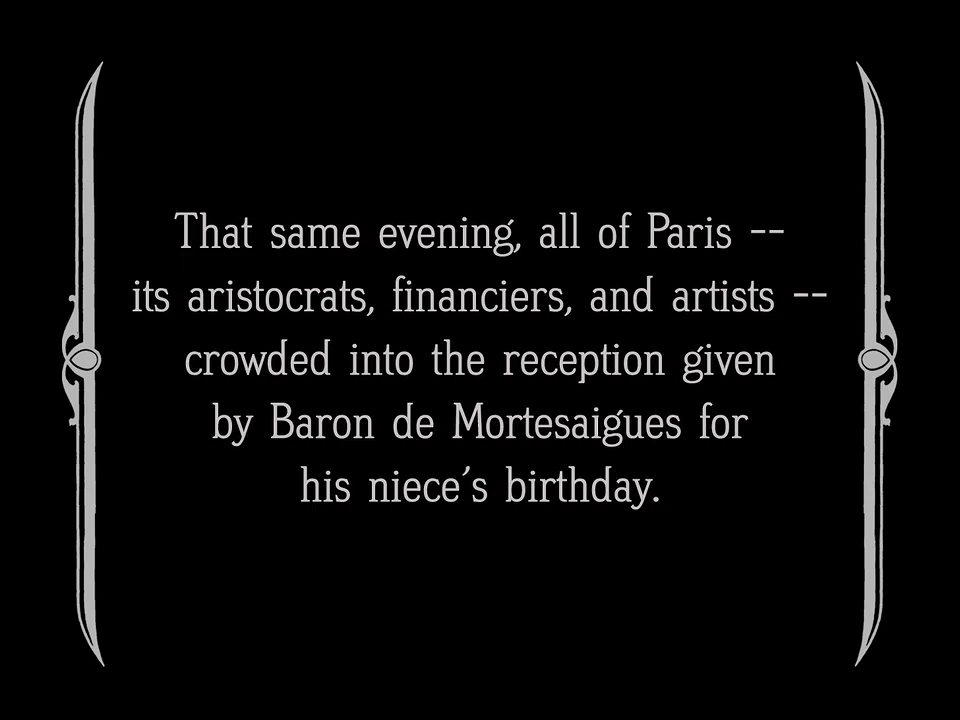 That same evening, all of Paris --
its aristocrats, financiers, and artists --
crowded into the reception given
by Baron de Mortesaigues for
his niece's birthday.